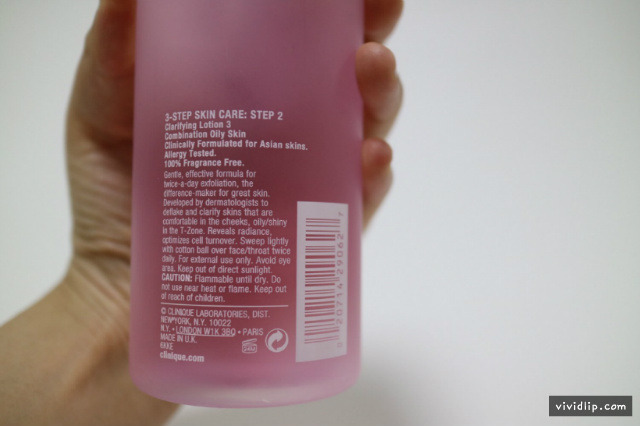 3-STEP SKIN CARE: STEP 2
Clarifying Lotion 3
Combination Oily Skin
Clinically Formulated for Asian skins.
Allergy Tested.
100% Fragrance Free.
Gentle, effective formula for
twice-a-day exfoliation, the
difference-maker for great skin.
Developed by dermatologists to
deflake and clarify skins that are
comfortable in the cheeks, oily/shiny
in the T-Zone. Reveals radiance,
optimizes cell turnover. Sweep lightly
with cotton ball over face/throat twice
daily. For external use only. Avoid eye
area. Keep out of direct sunlight.
CAUTION: Flammable until dry. Do
not use near heat or flame. Keep out
of reach of children.
© CLINIQUE LABORATORIES, DIST.
NEW YORK, N.Y. 10022
N.Y. • LONDON W1K 3BQ • PARIS
MADE IN U.K.
clinique.com
0 20714 29062 7
vividlip.com